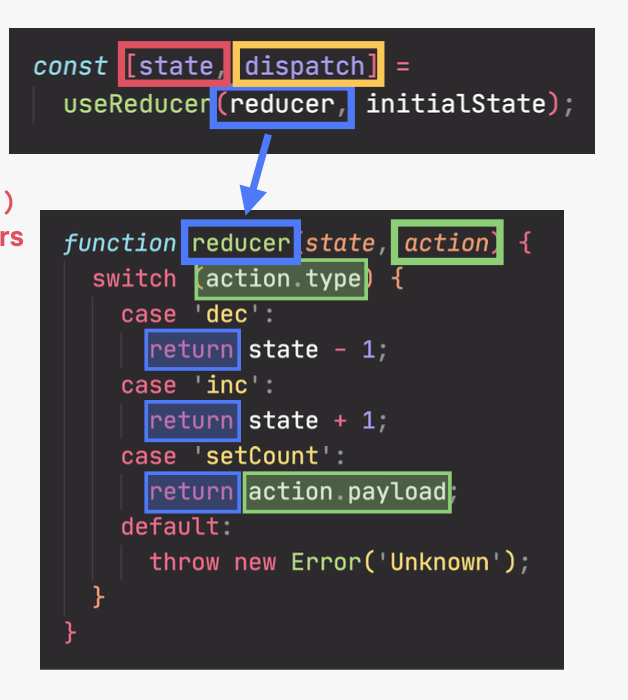 const [state, dispatch] =
useReducer(reducer, initialState);
)
rs
function reducer(state, action) {
switch (action.type) {
case 'dec':
return state - 1;
case 'inc':
return state + 1;
case 'setCount':
return action.payload;
default:
throw new Error('Unknown');
}
}